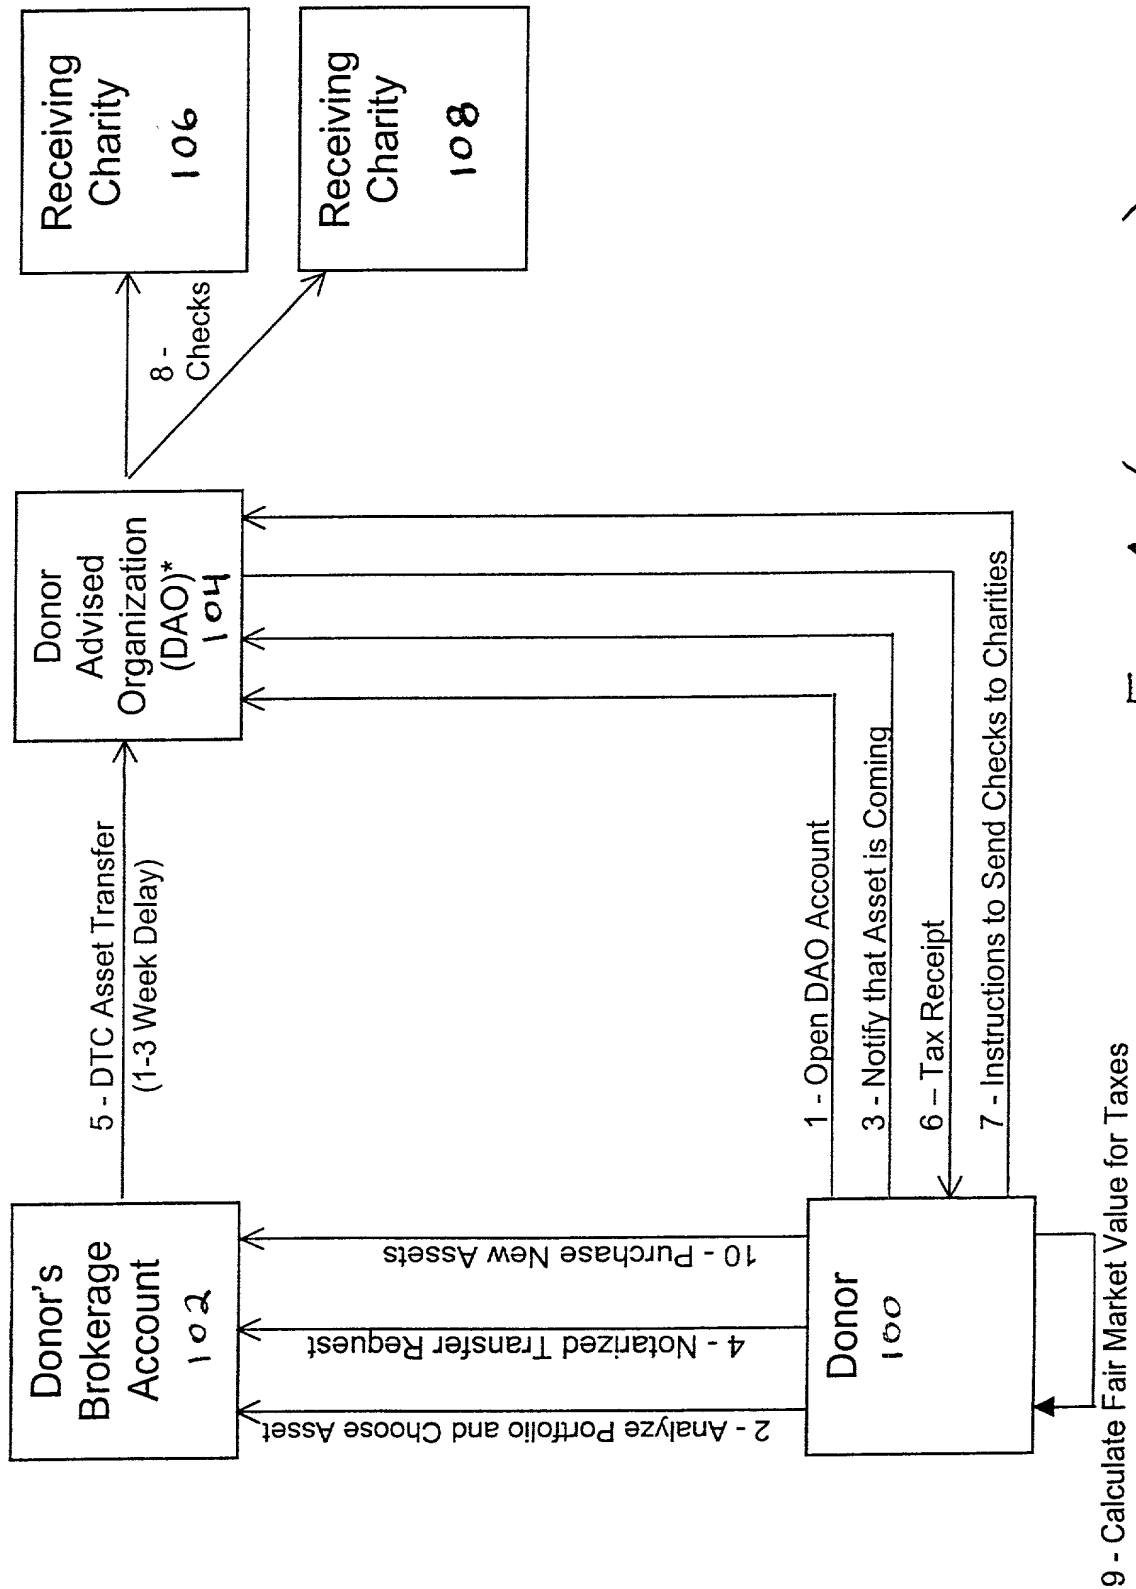 Donor's
Brokerage
Account
102
5 - DTC Asset Transfer
(1-3 Week Delay)
Donor
Advised
Organization
(DAO)*
104
8 -
Checks
Receiving
Charity
106
Receiving
Charity
108
2 - Analyze Portfolio and Choose Asset
4 - Notarized Transfer Request
10 - Purchase New Assets
1 - Open DAO Account
3 - Notify that Asset is Coming
6 – Tax Receipt
7 - Instructions to Send Checks to Charities
Donor
100
9 - Calculate Fair Market Value for Taxes